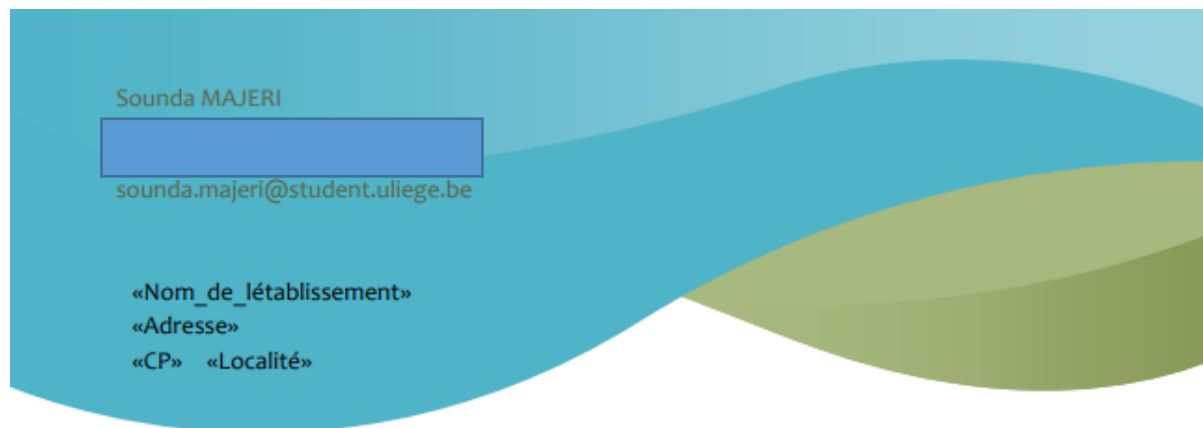 Sounda MAJERI
sounda.majeri@student.uliege.be
«Nom_de_létablissement»
«Adresse»
«CP» «Localité»